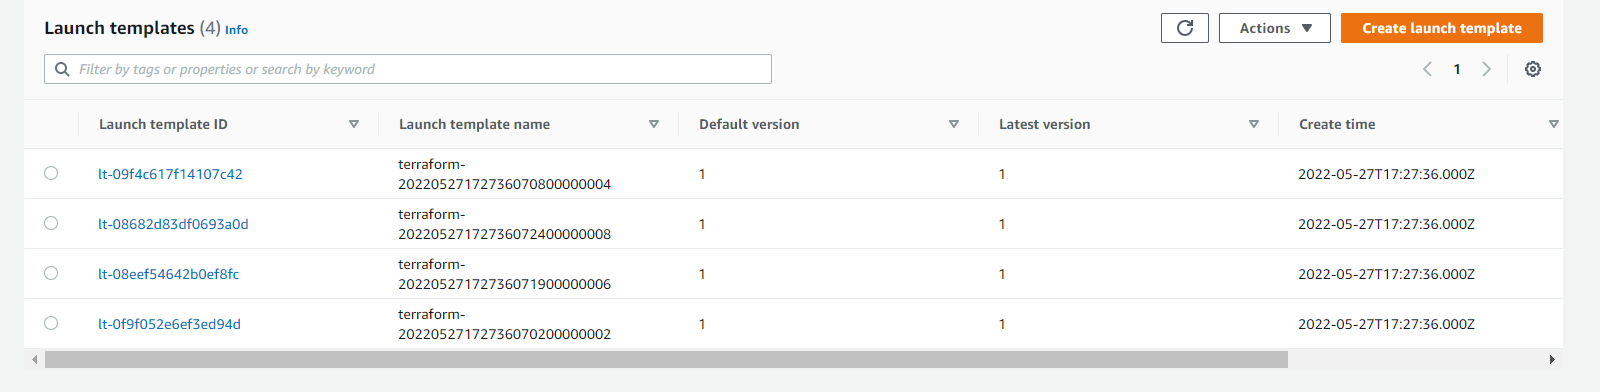 Launch templates (4) Info
Actions
Create launch template
Filter by tags or properties or search by keyword
1
Launch template ID Launch template name Default version Latest version Create time
lt-09f4c617f14107c42 terraform-20220527172736070800000004 1 1 2022-05-27T17:27:36.000Z
lt-08682d83df0693a0d terraform-20220527172736072400000008 1 1 2022-05-27T17:27:36.000Z
lt-08eef54642b0ef8fc terraform-20220527172736071900000006 1 1 2022-05-27T17:27:36.000Z
lt-0f9f052e6ef3ed94d terraform-20220527172736070200000002 1 1 2022-05-27T17:27:36.000Z